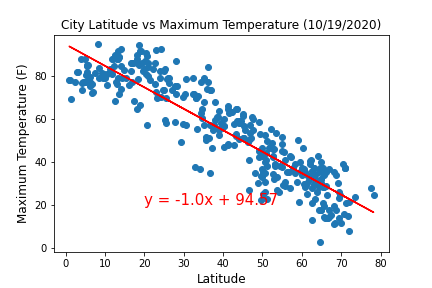 City Latitude vs Maximum Temperature (10/19/2020)
Maximum Temperature (F)
80
60
40
20
0
y = -1.0x + 94.87
0 10 20 30 40 50 60 70 80
Latitude